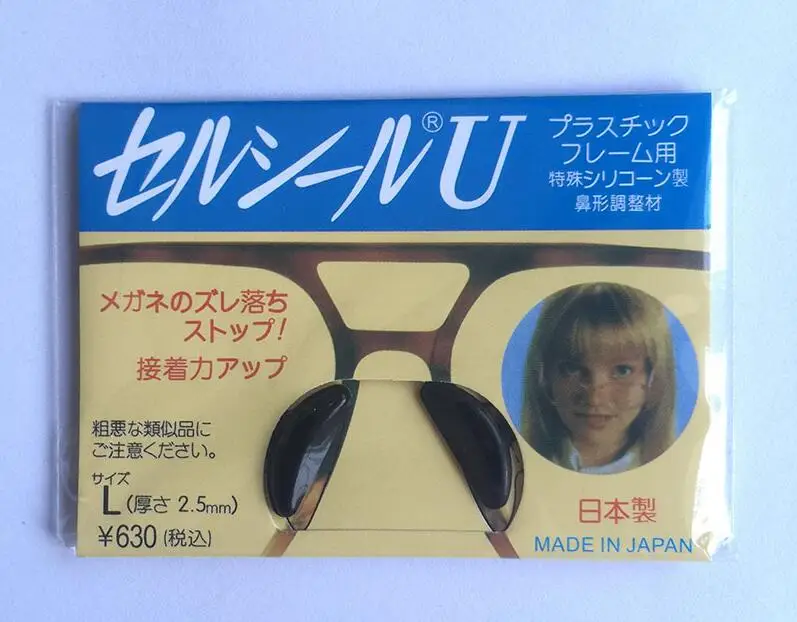 セルシール®U
プラスチック
フレーム用
特殊シリコーン製
鼻形調整材
メガネのズレ落ち
ストップ!
接着力アップ
粗悪な類似品に
ご注意ください。
サイズ
L(厚さ 2.5mm)
¥630(税込)
日本製
MADE IN JAPAN